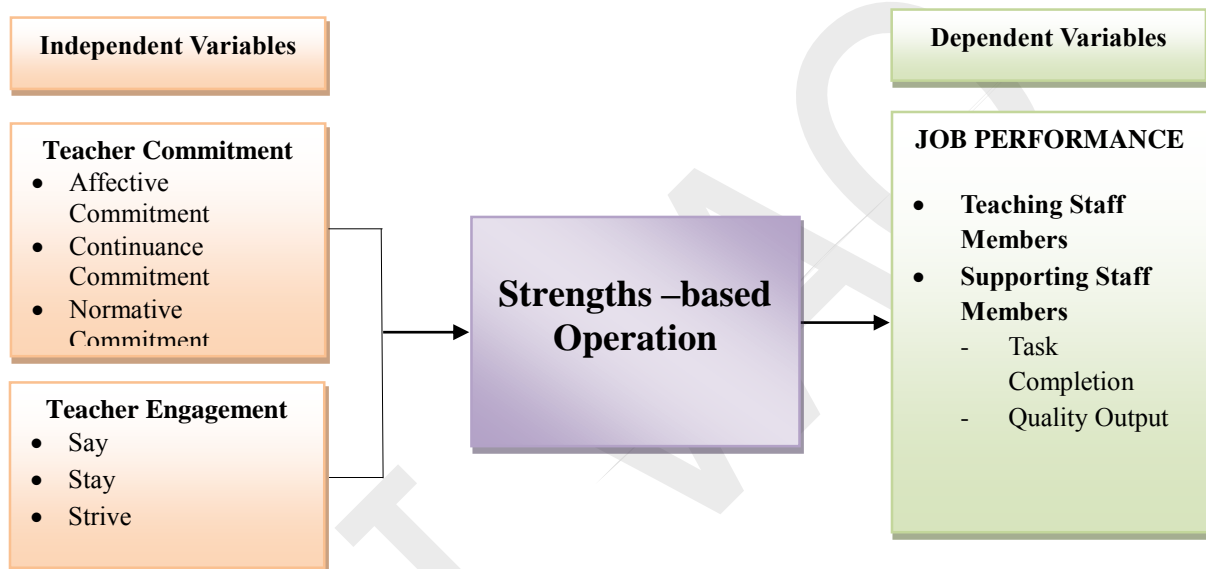 Independent Variables
Teacher Commitment
• Affective
Commitment
• Continuance
Commitment
• Normative
Commitment
Teacher Engagement
• Say
• Stay
• Strive
Strengths –based
Operation
Dependent Variables
JOB PERFORMANCE
• Teaching Staff
Members
• Supporting Staff
Members
- Task
Completion
- Quality Output